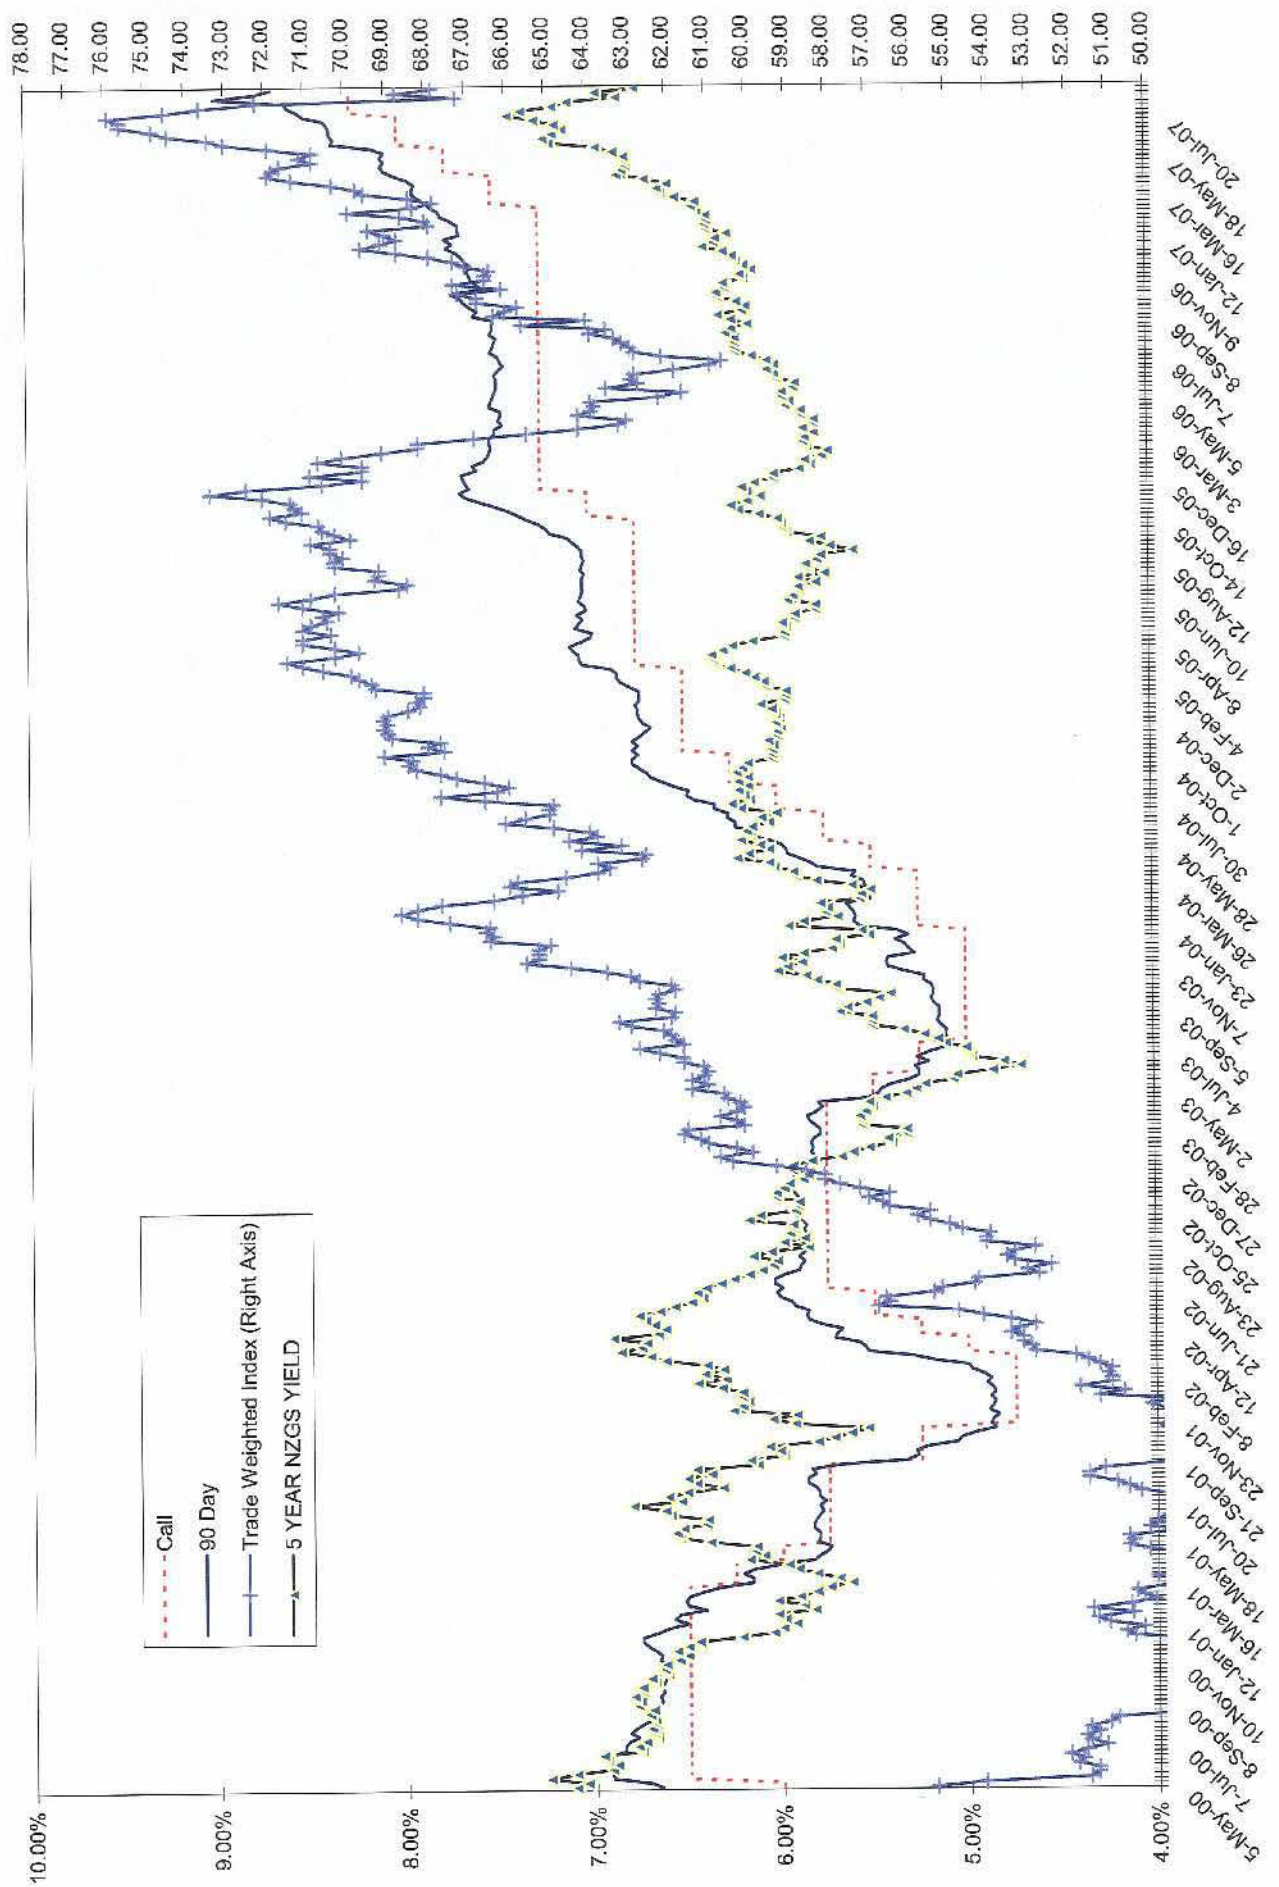 10.00%
9.00%
8.00%
7.00%
6.00%
5.00%
4.00%
Call
90 Day
Trade Weighted Index (Right Axis)
5 YEAR NZGS YIELD
78.00
77.00
76.00
75.00
74.00
73.00
72.00
71.00
70.00
69.00
68.00
67.00
66.00
65.00
64.00
63.00
62.00
61.00
60.00
59.00
58.00
57.00
56.00
55.00
54.00
53.00
52.00
51.00
50.00
5-May-00
7-Jul-00
8-Sep-00
10-Nov-00
12-Jan-01
16-Mar-01
18-May-01
20-Jul-01
21-Sep-01
23-Nov-01
8-Feb-02
12-Apr-02
21-Jun-02
23-Aug-02
25-Oct-02
27-Dec-02
28-Feb-03
2-May-03
4-Jul-03
5-Sep-03
7-Nov-03
23-Jan-04
26-Mar-04
28-May-04
30-Jul-04
1-Oct-04
2-Dec-04
4-Feb-05
8-Apr-05
10-Jun-05
12-Aug-05
14-Oct-05
16-Dec-05
3-Mar-06
5-May-06
7-Jul-06
8-Sep-06
9-Nov-06
12-Jan-07
16-Mar-07
18-May-07
20-Jul-07